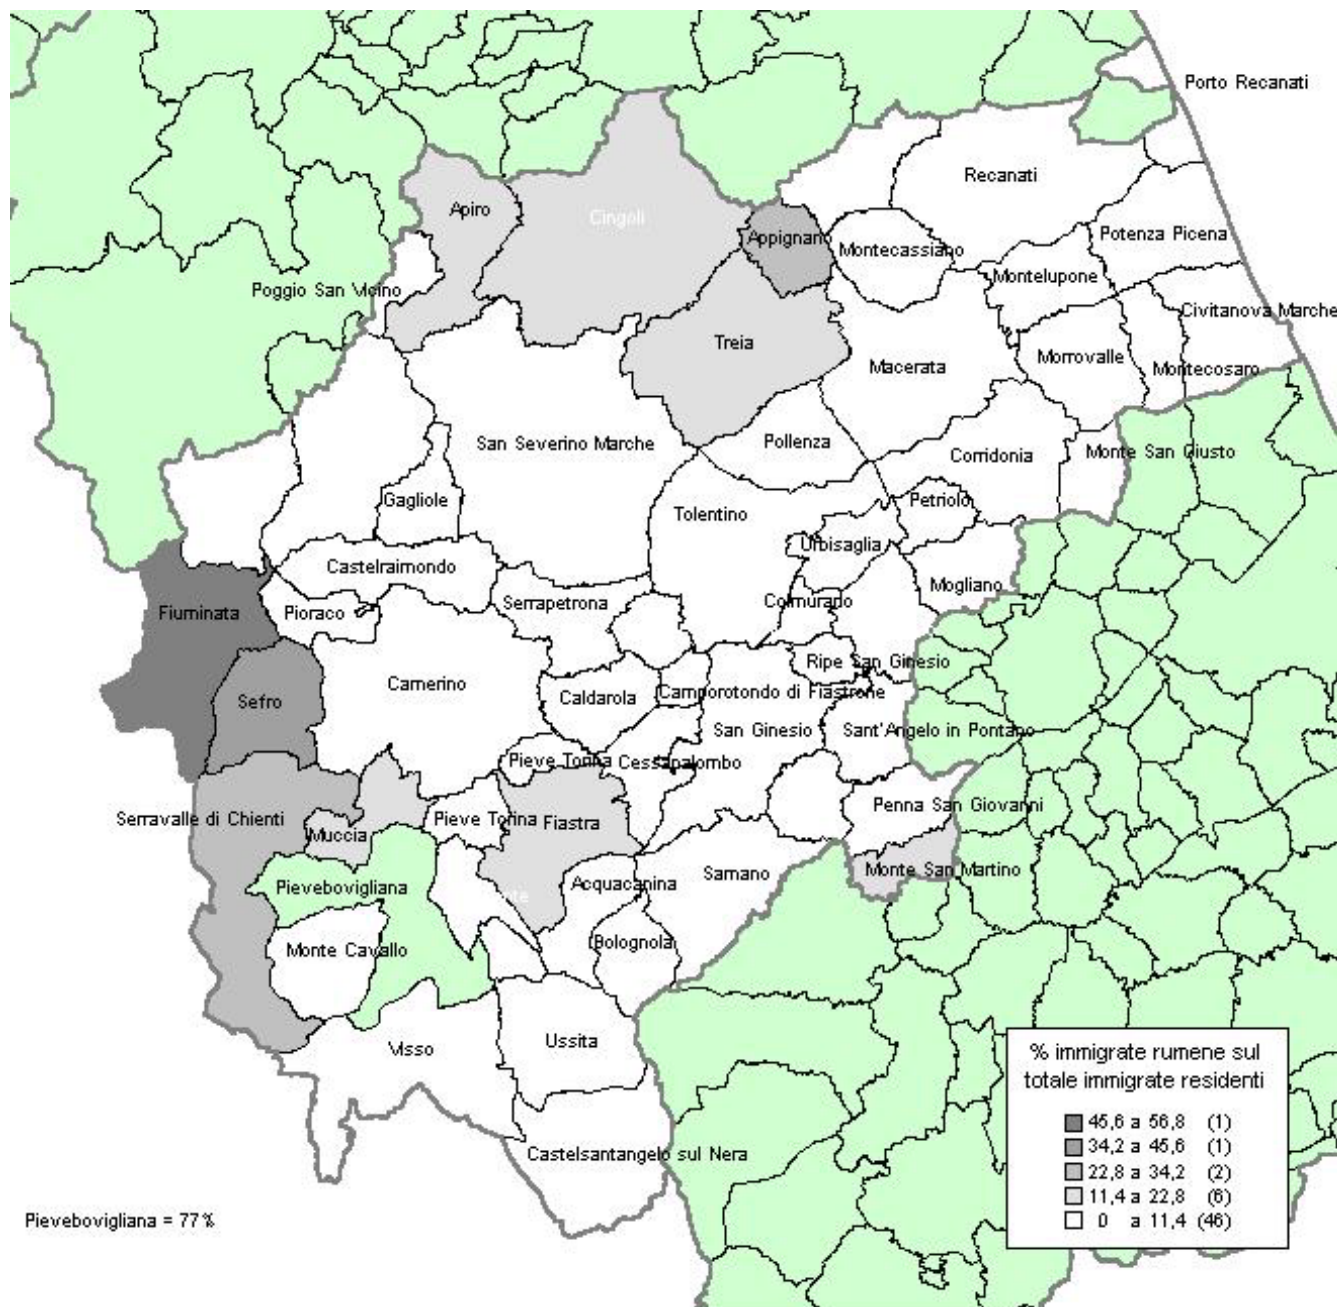 Porto Recanati
Recanati
Apiro
Cingoli
Appignano
Montecassiano
Potenza Picena
Poggio San Vicino
Montelupone
Civitanova Marche
Treia
Macerata
Morrovalle
Montecosaro
San Severino Marche
Pollenza
Corridonia
Monte San Giusto
Gagliole
Tolentino
Petriolo
Urbisaglia
Castelraimondo
Mogliano
Fiuminata
Pioraco
Serrapetrona
Colmurano
Ripe San Ginesio
Camerino
Caldarola
Camporotondo di Fiastrone
Sefro
San Ginesio
Sant'Angelo in Pontano
Pieve Torina
Cessapalombo
Penna San Giovanni
Serravalle di Chienti
Muccia
Pieve Torina
Fiastra
Monte San Martino
Pievebovigliana
Acquacanina
Sarnano
Monte Cavallo
Bolognola
Visso
Ussita
Castelsantangelo sul Nera
% immigrate rumene sul
totale immigrate residenti
45,6 a 56,8 (1)
34,2 a 45,6 (1)
22,8 a 34,2 (2)
11,4 a 22,8 (6)
0 a 11,4 (46)
Pievebovigliana = 77%